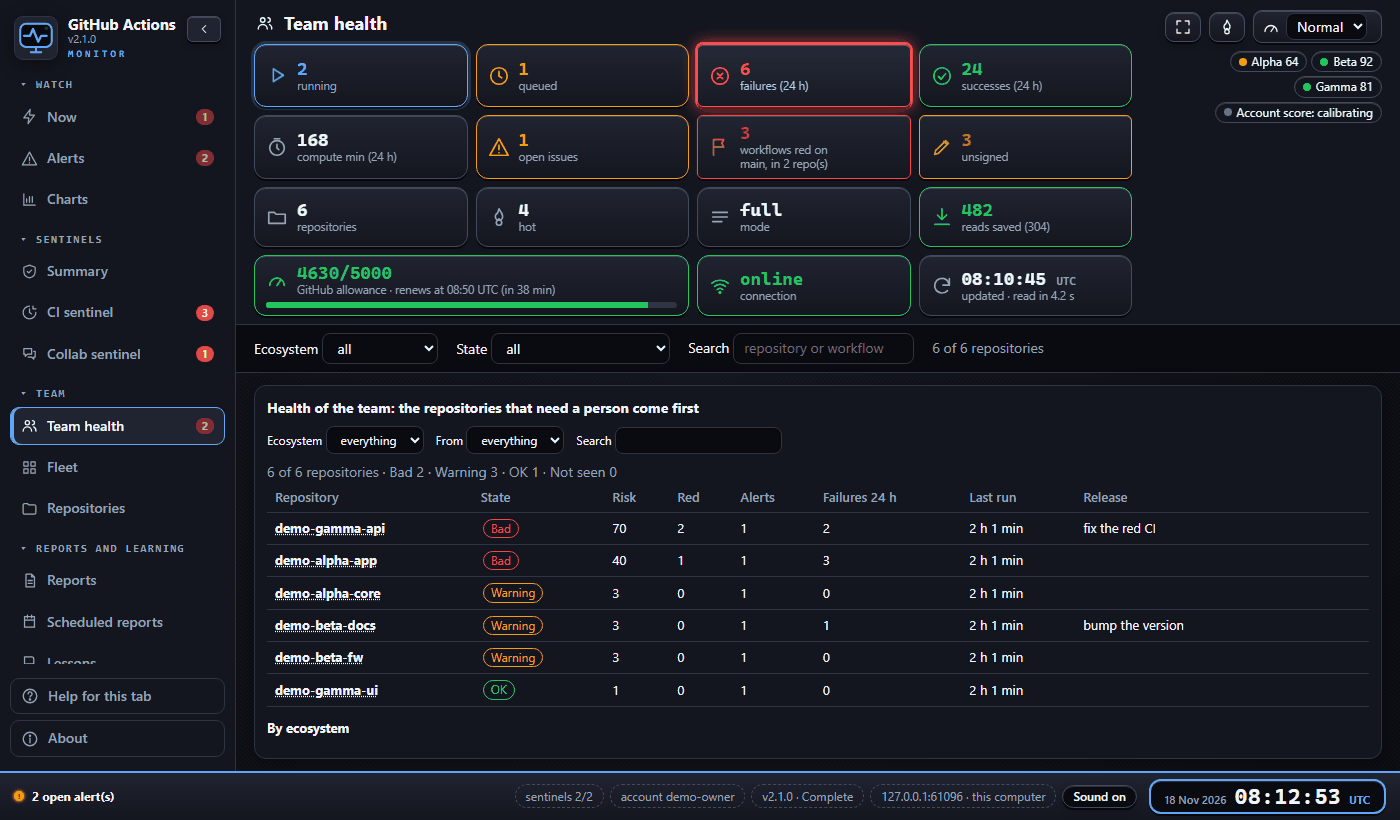 GitHub Actions
v2.1.0
MONITOR
WATCH
Now 1
Alerts 2
Charts
SENTINELS
Summary
CI sentinel 3
Collab sentinel 1
TEAM
Team health 2
Fleet
Repositories
REPORTS AND LEARNING
Reports
Scheduled reports
Lessons
Help for this tab
About
Team health
Normal
Alpha 64
Beta 92
Gamma 81
Account score: calibrating
2
running
1
queued
6
failures (24 h)
24
successes (24 h)
168
compute min (24 h)
1
open issues
3
workflows red on
main, in 2 repo(s)
3
unsigned
6
repositories
4
hot
full
mode
482
reads saved (304)
4630/5000
GitHub allowance · renews at 08:50 UTC (in 38 min)
online
connection
08:10:45 UTC
updated · read in 4.2 s
Ecosystem all State all Search repository or workflow 6 of 6 repositories
Health of the team: the repositories that need a person come first
Ecosystem everything From everything Search
6 of 6 repositories · Bad 2 · Warning 3 · OK 1 · Not seen 0
Repository State Risk Red Alerts Failures 24 h Last run Release
demo-gamma-api Bad 70 2 1 2 2 h 1 min fix the red CI
demo-alpha-app Bad 40 1 1 3 2 h 1 min
demo-alpha-core Warning 3 0 1 0 2 h 1 min
demo-beta-docs Warning 3 0 1 1 2 h 1 min bump the version
demo-beta-fw Warning 3 0 1 0 2 h 1 min
demo-gamma-ui OK 1 0 1 0 2 h 1 min
By ecosystem
2 open alert(s)
sentinels 2/2
account demo-owner
v2.1.0 · Complete
127.0.0.1:61096 · this computer
Sound on
18 Nov 2026 08:12:53 UTC